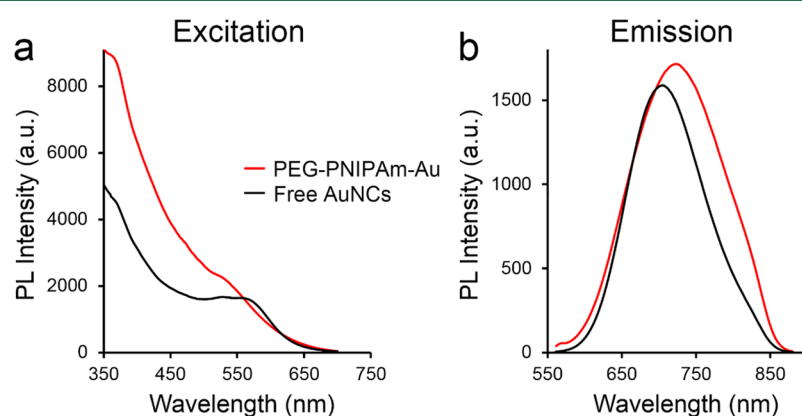 a
Excitation
PL Intensity (a.u.)
8000
6000
4000
2000
0
350
450
550
650
750
Wavelength (nm)
PEG-PNIPAm-Au
Free AuNCs
b
Emission
PL Intensity (a.u.)
1500
1000
500
0
550
650
750
850
Wavelength (nm)